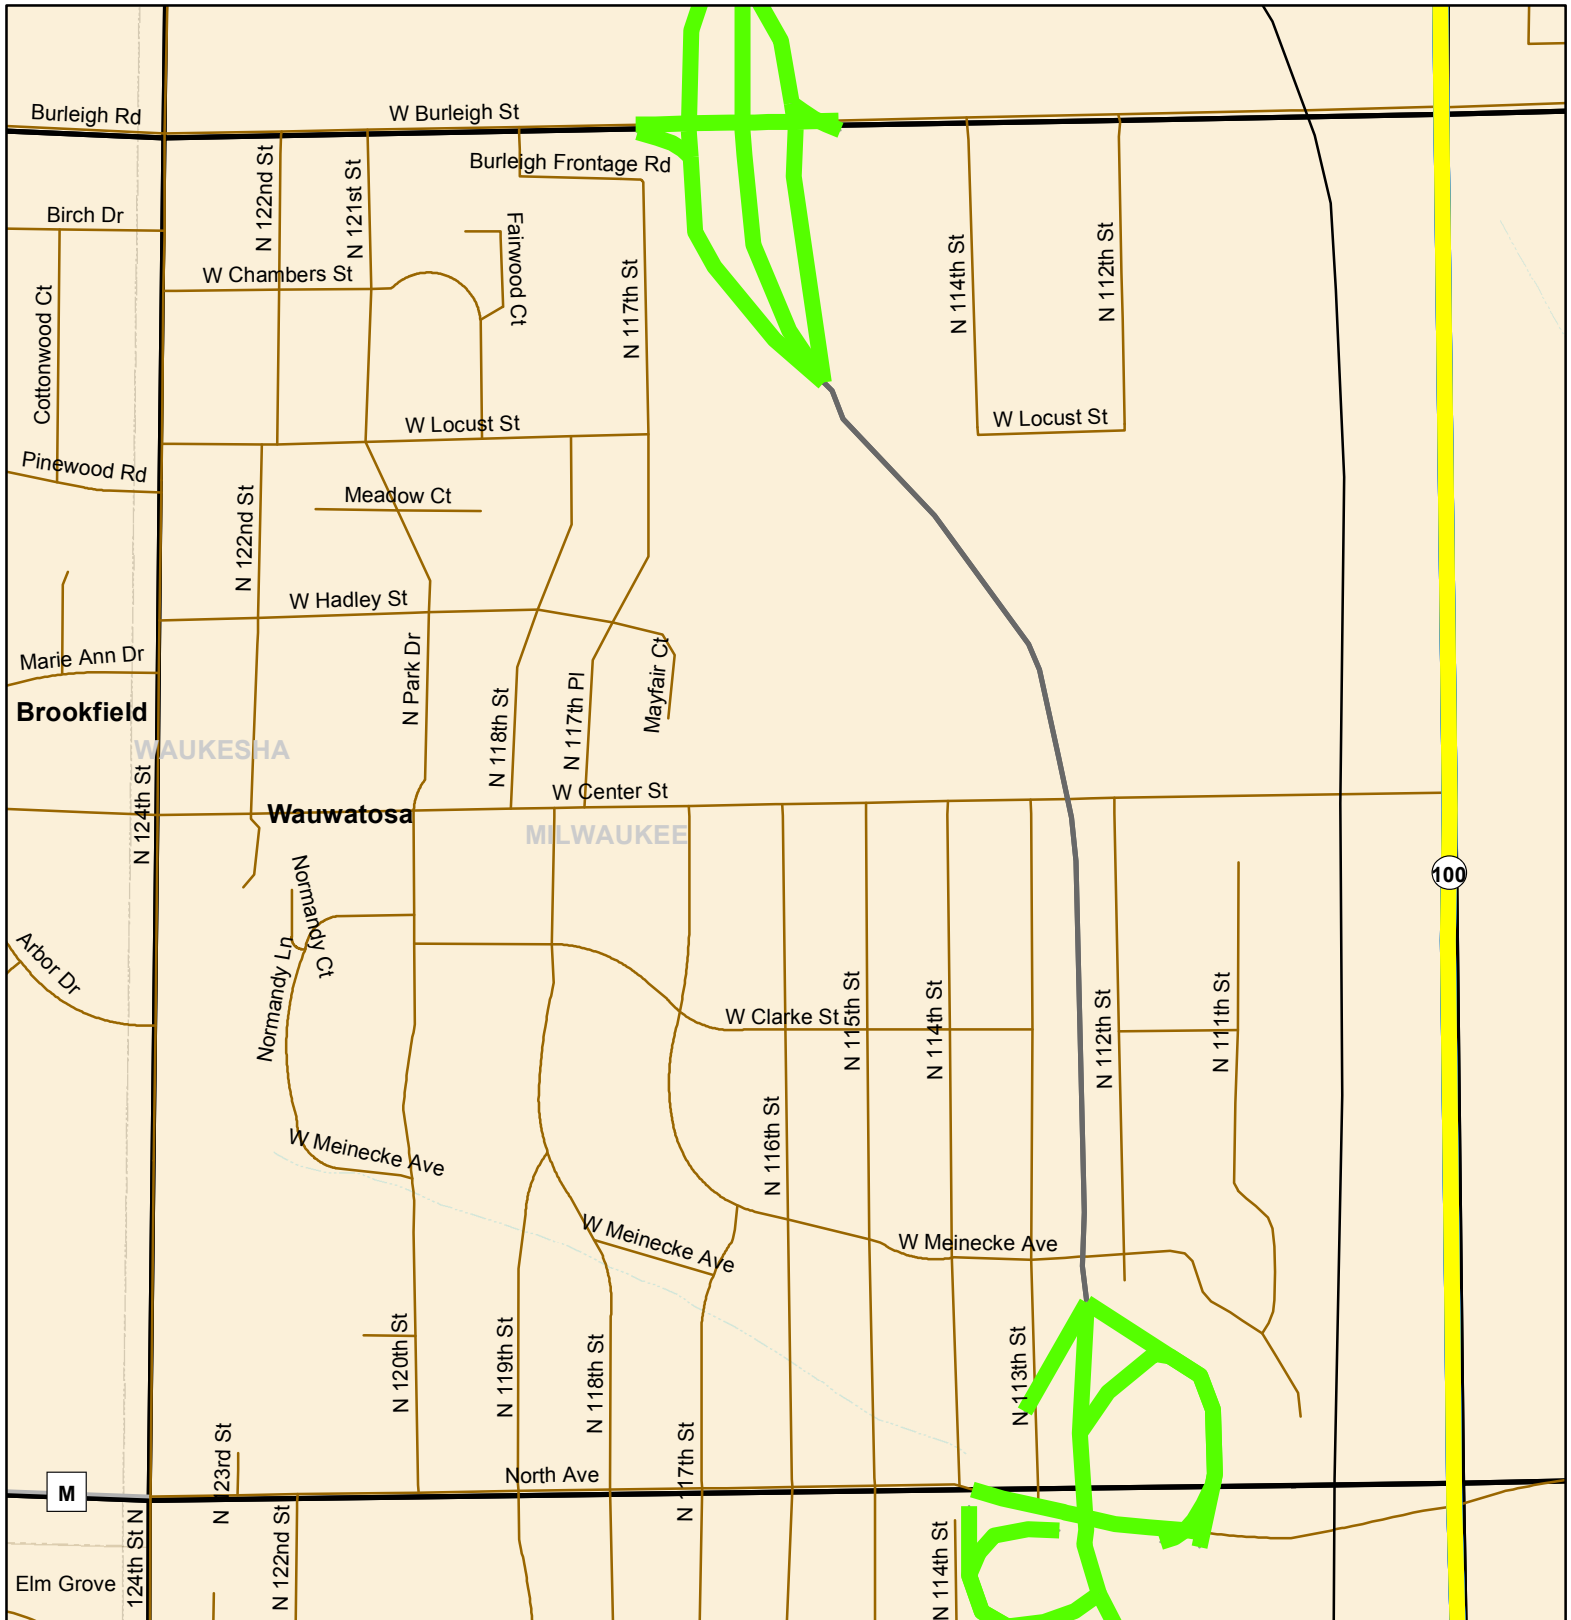 Burleigh Rd
W Burleigh St
Burleigh Frontage Rd
N 122nd St
N 121st St
Birch Dr
Fairwood Ct
N 114th St
N 112th St
W Chambers St
N 117th St
Cottonwood Ct
W Locust St
W Locust St
Pinewood Rd
Meadow Ct
N 122nd St
W Hadley St
Marie Ann Dr
N Park Dr
Mayfair Ct
N 118th St
N 117th Pl
Brookfield
WAUKESHA
N 124th St
W Center St
Wauwatosa
MILWAUKEE
100
Normandy Ct
Normandy Ln
Arbor Dr
W Clarke St
N 115th St
N 114th St
N 112th St
N 111th St
W Meinecke Ave
N 116th St
W Meinecke Ave
W Meinecke Ave
N 120th St
N 119th St
N 118th St
N 113th St
N 123rd St
N 117th St
North Ave
M
124th St N
N 122nd St
N 114th St
Elm Grove